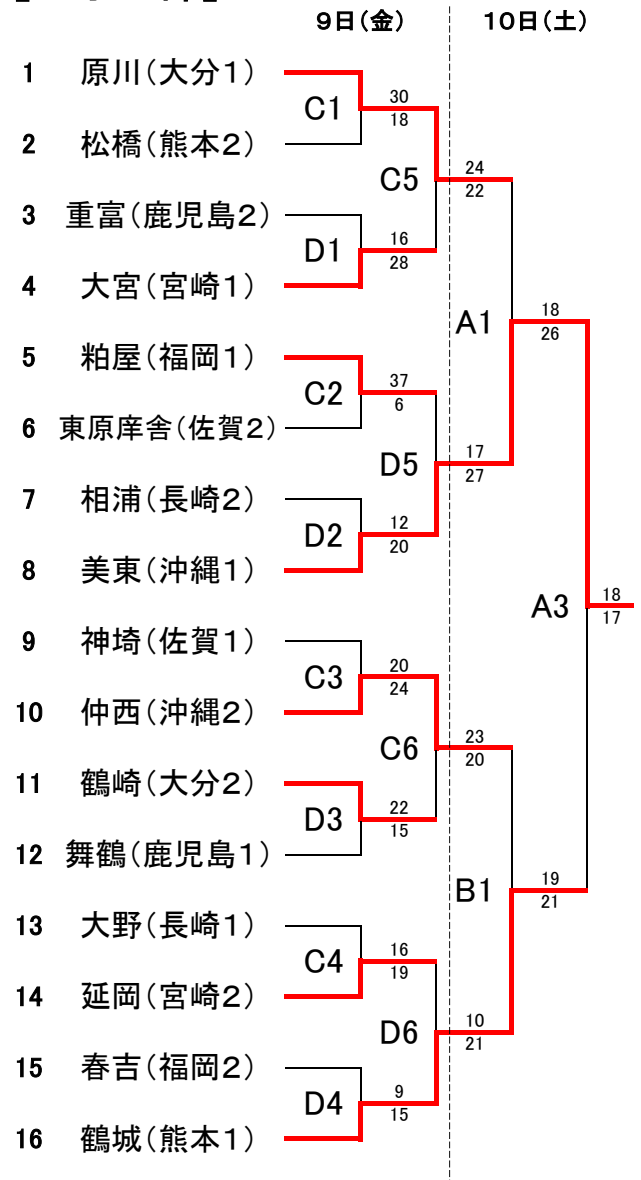 9日(金) 10日(土)
1 原川(大分1)
C1 30
18
2 松橋(熊本2)
C5 24
22
3 重富(鹿児島2)
D1 16
28
4 大宮(宮崎1)
A1 18
26
5 粕屋(福岡1)
C2 37
6
6 東原庠舎(佐賀2)
D5 17
27
7 相浦(長崎2)
D2 12
20
8 美東(沖縄1)
A3 18
17
9 神埼(佐賀1)
C3 20
24
10 仲西(沖縄2)
C6 23
20
11 鶴崎(大分2)
D3 22
15
12 舞鶴(鹿児島1)
B1 19
21
13 大野(長崎1)
C4 16
19
14 延岡(宮崎2)
D6 10
21
15 春吉(福岡2)
D4 9
15
16 鶴城(熊本1)